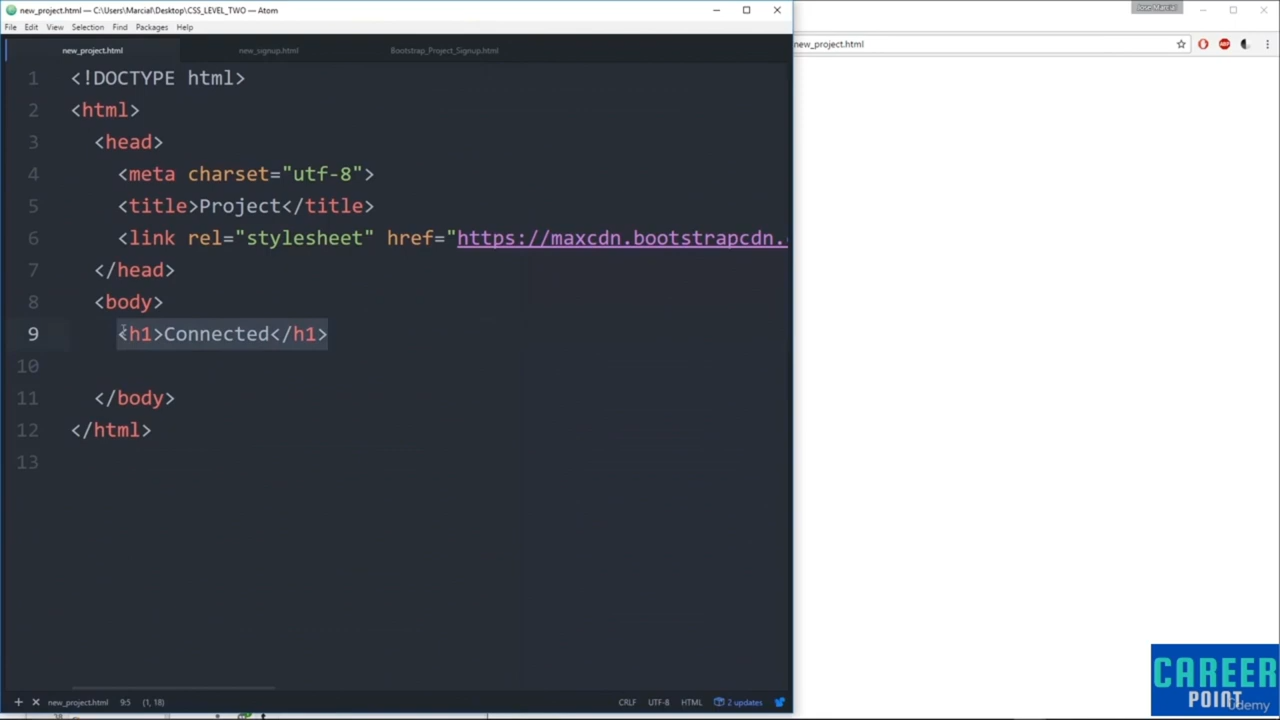 new_project.html — C:\Users\Marcial\Desktop\CSS_LEVEL_TWO — Atom
Jose Marcial
File Edit View Selection Find Packages Help
new_project.html
new_project.html new_signup.html Bootstrap_Project_Signup.html
1 <!DOCTYPE html>
2 <html>
3 <head>
4 <meta charset="utf-8">
5 <title>Project</title>
6 <link rel="stylesheet" href="https://maxcdn.bootstrapcdn.
7 </head>
8 <body>
9 <h1>Connected</h1>
10
11 </body>
12 </html>
13
new_project.html 9:5 (1, 18) CRLF UTF-8 HTML 2 updates
CAREER
POINT
udemy